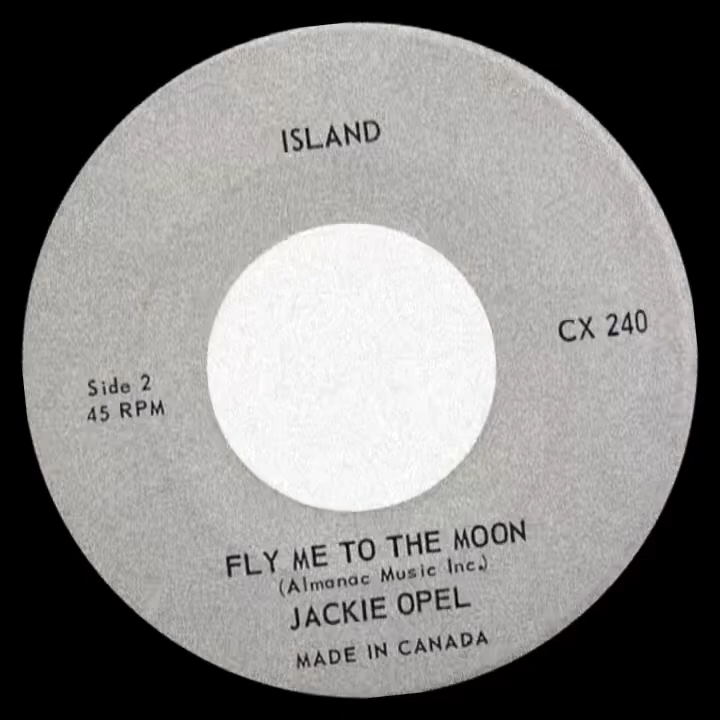 ISLAND
CX 240
Side 2
45 RPM
FLY ME TO THE MOON
(Almanac Music Inc.)
JACKIE OPEL
MADE IN CANADA